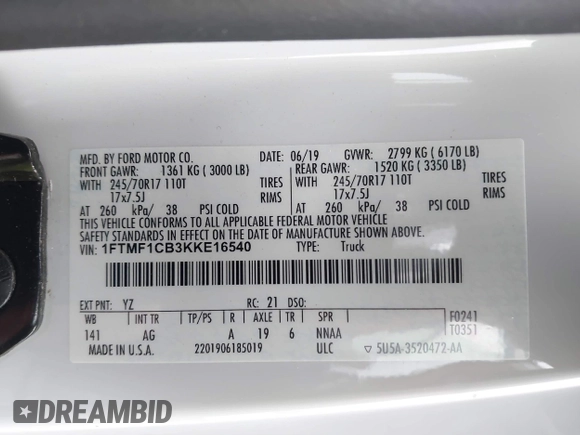 MFD. BY FORD MOTOR CO.
DATE: 06/19 GVWR: 2799 KG ( 6170 LB)
FRONT GAWR: 1361 KG ( 3000 LB)
REAR GAWR: 1520 KG ( 3350 LB)
WITH 245/70R17 110T TIRES
WITH 245/70R17 110T TIRES
17x7.5J RIMS
17x7.5J RIMS
AT 260 kPa/ 38 PSI COLD
AT 260 kPa/ 38 PSI COLD
THIS VEHICLE CONFORMS TO ALL APPLICABLE FEDERAL MOTOR VEHICLE
SAFETY STANDARDS IN EFFECT ON THE DATE OF MANUFACTURE SHOWN ABOVE.
VIN: 1FTMF1CB3KKE16540
TYPE: Truck
EXT PNT: YZ RC: 21 DSO:
WB INT TR TP/PS R AXLE TR SPR F0241
141 AG A 19 6 NNAA T0351
MADE IN U.S.A. 2201906185019 ULC ▽ 5U5A-3520472-AA
DREAMBID